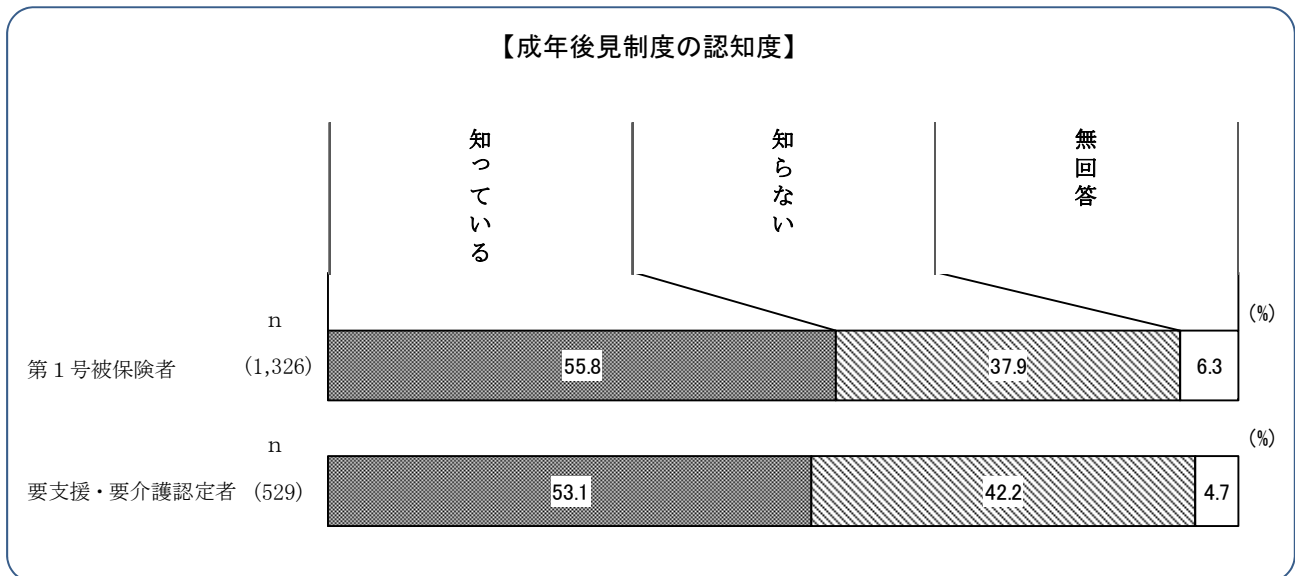 【成年後見制度の認知度】
知っている
知らない
無回答
n
(%)
第１号被保険者 (1,326) 55.8 37.9 6.3
n
(%)
要支援・要介護認定者 (529) 53.1 42.2 4.7